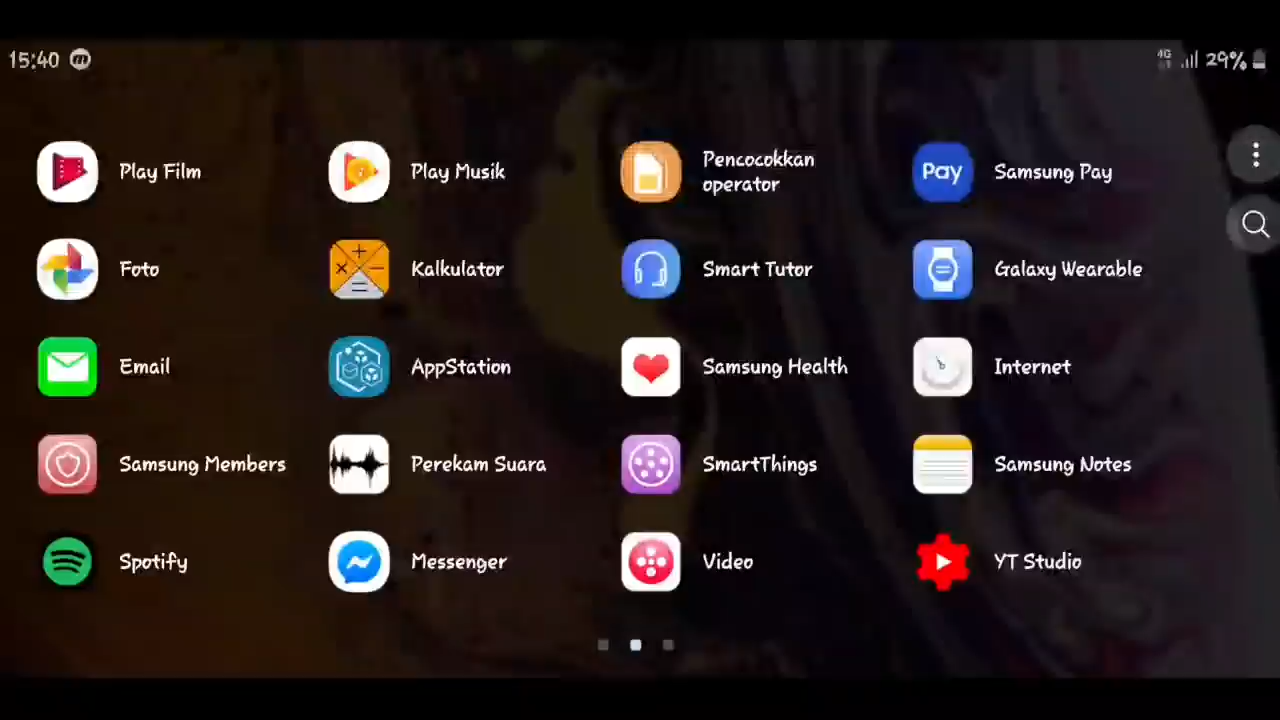 15:40
4G
29%
Play Film
Play Musik
Pencocokkan
operator
Pay
Samsung Pay
Foto
Kalkulator
Smart Tutor
Galaxy Wearable
Email
AppStation
Samsung Health
Internet
Samsung Members
Perekam Suara
SmartThings
Samsung Notes
Spotify
Messenger
Video
YT Studio